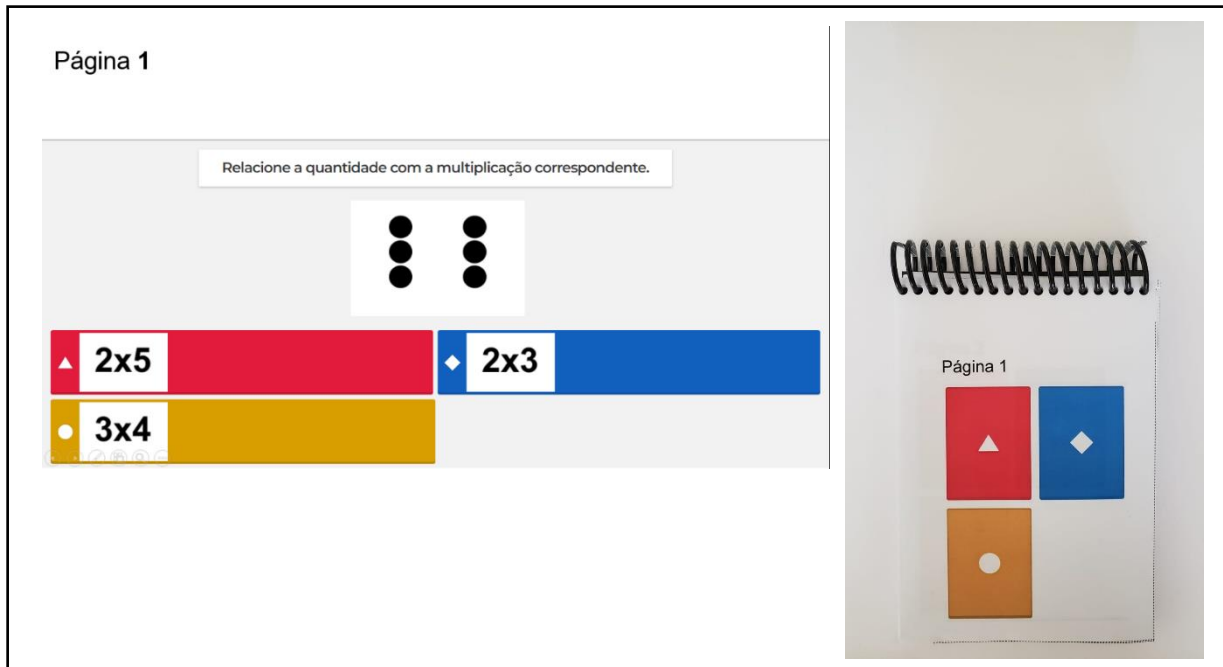 Página 1
Relacione a quantidade com a multiplicação correspondente.
2x5
2x3
3x4
Página 1